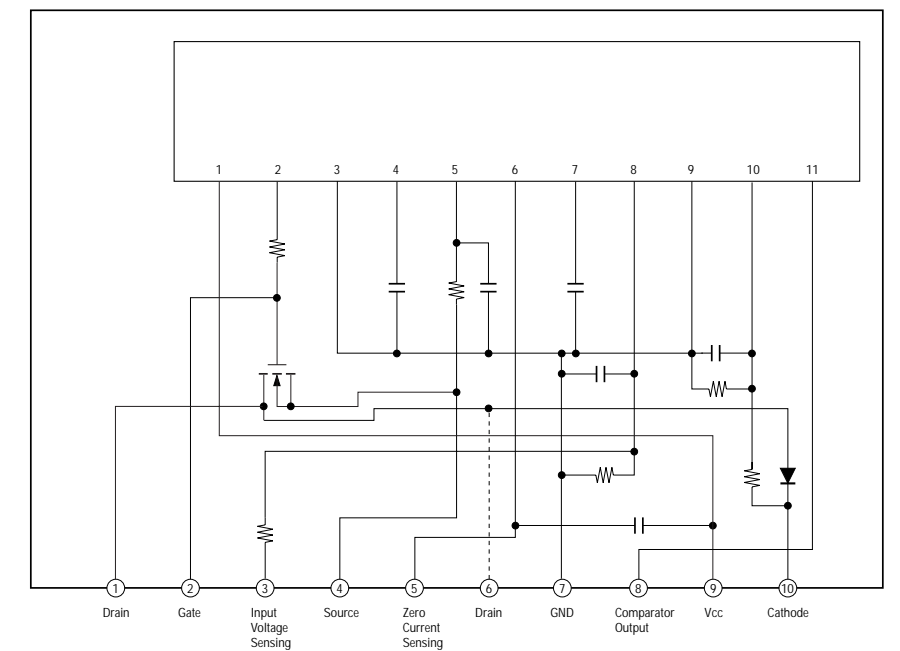 1 2 3 4 5 6 7 8 9 10 11
1 2 3 4 5 6 7 8 9 10
Drain Gate Input Source Zero Drain GND Comparator Vcc Cathode
Voltage Current Output
Sensing Sensing